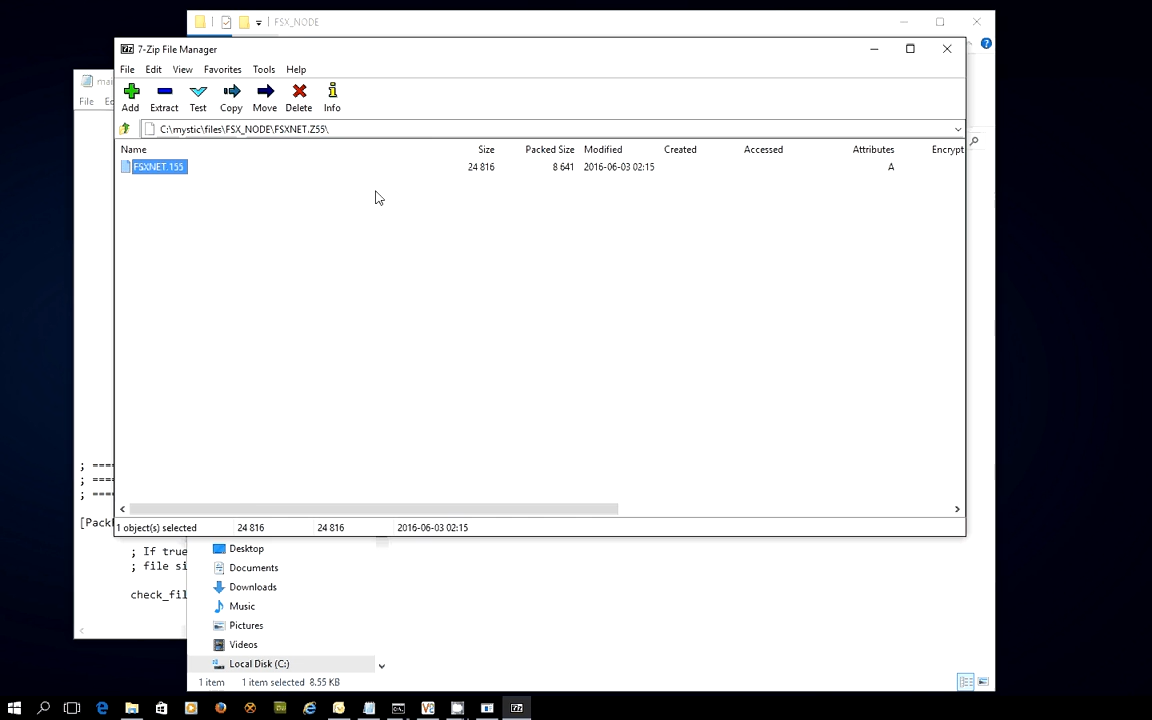 FSX_NODE
7-Zip File Manager
File Edit View Favorites Tools Help
Add Extract Test Copy Move Delete Info
C:\mystic\files\FSX_NODE\FSXNET.Z55\
Name Size Packed Size Modified Created Accessed Attributes Encrypt
FSXNET.155 24 816 8 641 2016-06-03 02:15 A
1 object(s) selected 24 816 24 816 2016-06-03 02:15
mai
File Ed
; ====
; ====
; ====
[Pack
; If true
; file si
check_fil
Desktop
Documents
Downloads
Music
Pictures
Videos
Local Disk (C:)
1 item 1 item selected 8.55 KB